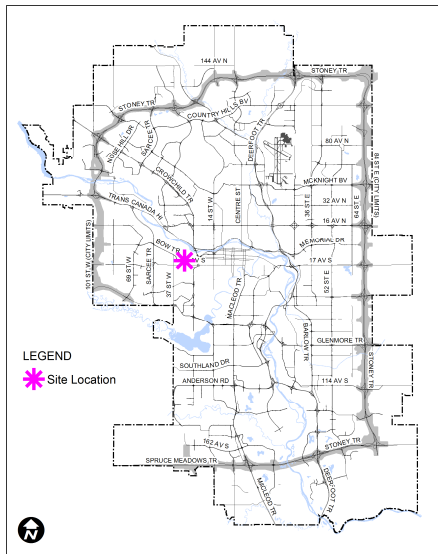 144 AV N
STONEY TR
STONEY TR
COUNTRY HILLS BV
DEERFOOT TR
NOSE HILL DR
SARCEE TR
80 AV N
CROWCHILD TR
MCKNIGHT BV
14 ST W
CENTRE ST
36 ST E
32 AV N
16 AV N
84 ST E (CITY LIMITS)
64 ST E
TRANS CANADA HI
101 ST W (CITY LIMITS)
BOW TR
MEMORIAL DR
69 ST W
SARCEE TR
37 ST W
AV S
17 AV S
52 ST E
MACLEOD TR
BARLOW TR
GLENMORE TR
LEGEND
Site Location
SOUTHLAND DR
ANDERSON RD
114 AV S
STONEY TR
162 AV S
STONEY TR
SPRUCE MEADOWS TR
MACLEOD TR
DEERFOOT TR
N